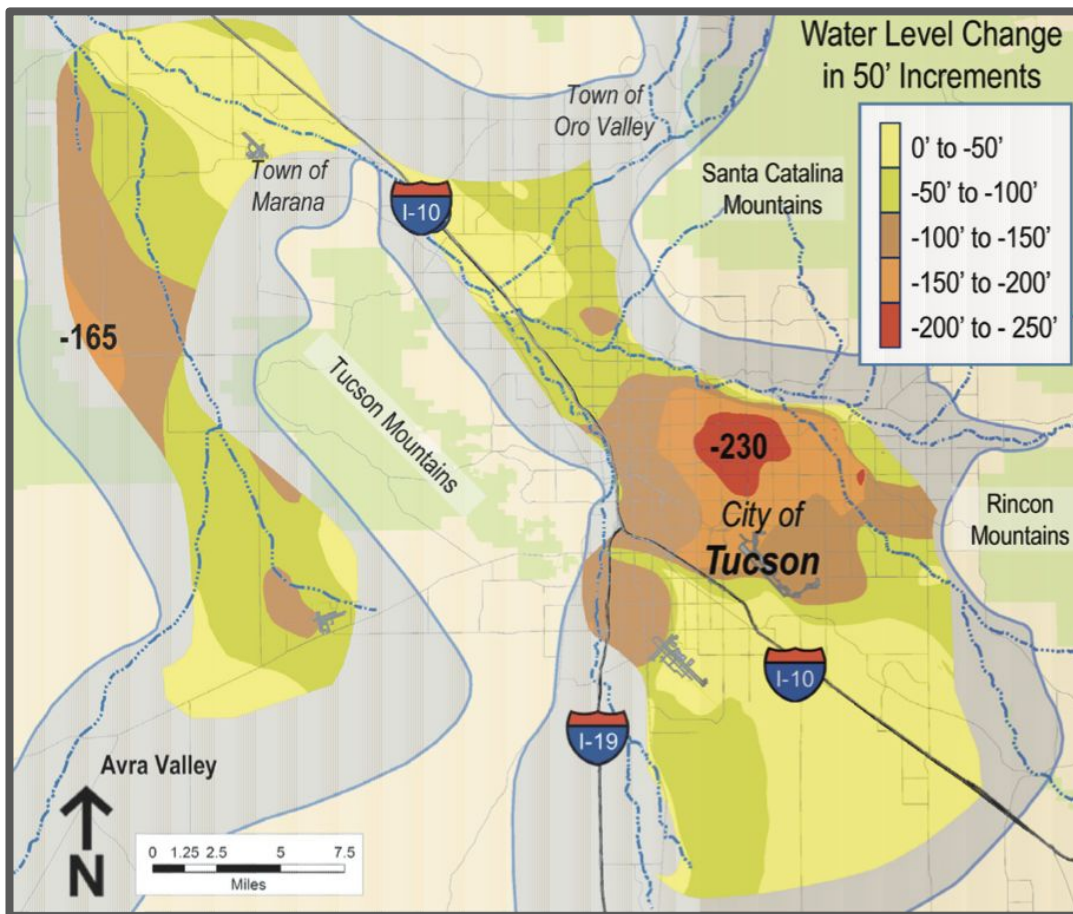 Water Level Change
in 50' Increments
0' to -50'
-50' to -100'
-100' to -150'
-150' to -200'
-200' to - 250'
Town of
Oro Valley
Santa Catalina
Mountains
Town of
Marana
I-10
-165
Tucson Mountains
-230
City of
Tucson
Rincon
Mountains
I-10
I-19
Avra Valley
N
0 1.25 2.5 5 7.5
Miles